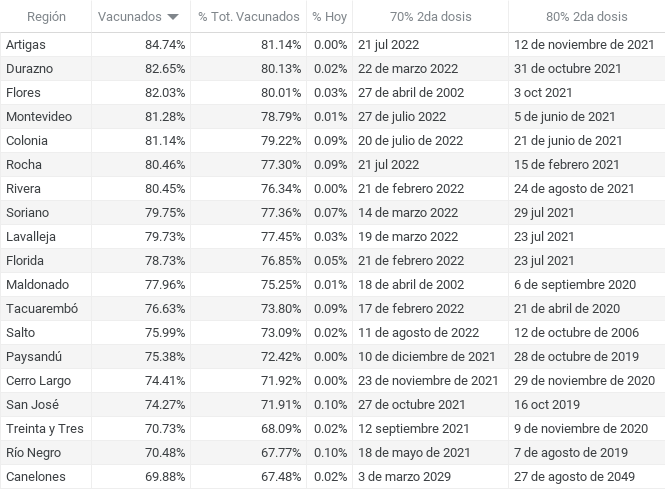 Región Vacunados % Tot. Vacunados % Hoy 70% 2da dosis 80% 2da dosis
Artigas 84.74% 81.14% 0.00% 21 jul 2022 12 de noviembre de 2021
Durazno 82.65% 80.13% 0.02% 22 de marzo 2022 31 de octubre 2021
Flores 82.03% 80.01% 0.03% 27 de abril de 2002 3 oct 2021
Montevideo 81.28% 78.79% 0.01% 27 de julio 2022 5 de junio de 2021
Colonia 81.14% 79.22% 0.09% 20 de julio de 2022 21 de junio de 2021
Rocha 80.46% 77.30% 0.09% 21 jul 2022 15 de febrero 2021
Rivera 80.45% 76.34% 0.00% 21 de febrero 2022 24 de agosto de 2021
Soriano 79.75% 77.36% 0.07% 14 de marzo 2022 29 jul 2021
Lavalleja 79.73% 77.45% 0.03% 19 de marzo 2022 23 jul 2021
Florida 78.73% 76.85% 0.05% 21 de febrero 2022 23 jul 2021
Maldonado 77.96% 75.25% 0.01% 18 de abril de 2002 6 de septiembre 2020
Tacuarembó 76.63% 73.80% 0.09% 17 de febrero 2022 21 de abril de 2020
Salto 75.99% 73.09% 0.02% 11 de agosto de 2022 12 de octubre de 2006
Paysandú 75.38% 72.42% 0.00% 10 de diciembre de 2021 28 de octubre de 2019
Cerro Largo 74.41% 71.92% 0.00% 23 de noviembre de 2021 29 de noviembre de 2020
San José 74.27% 71.91% 0.10% 27 de octubre 2021 16 oct 2019
Treinta y Tres 70.73% 68.09% 0.02% 12 septiembre 2021 9 de noviembre de 2020
Río Negro 70.48% 67.77% 0.10% 18 de mayo de 2021 7 de agosto de 2019
Canelones 69.88% 67.48% 0.02% 3 de marzo 2029 27 de agosto de 2049